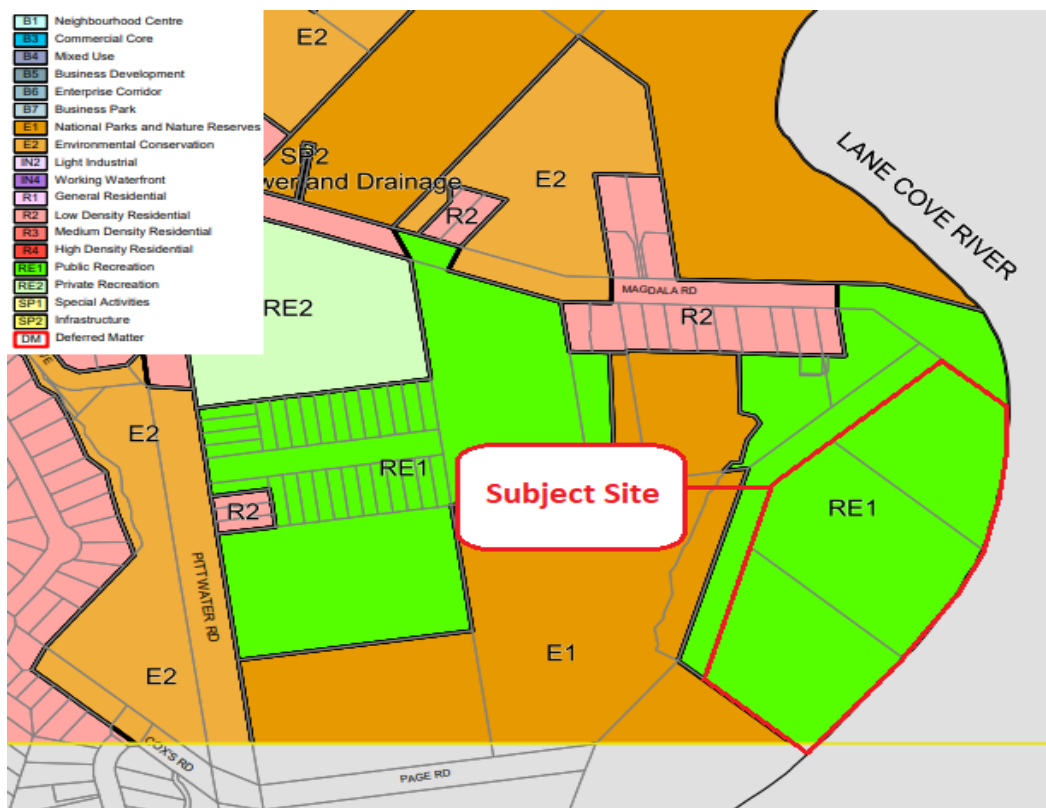 B1 Neighbourhood Centre
B3 Commercial Core
B4 Mixed Use
B5 Business Development
B6 Enterprise Corridor
B7 Business Park
E1 National Parks and Nature Reserves
E2 Environmental Conservation
IN2 Light Industrial
IN4 Working Waterfront
R1 General Residential
R2 Low Density Residential
R3 Medium Density Residential
R4 High Density Residential
RE1 Public Recreation
RE2 Private Recreation
SP1 Special Activities
SP2 Infrastructure
DM Deferred Matter
E2
SP2
wer and Drainage
E2
R2
LANE COVE RIVER
MAGDALA RD
RE2
R2
E2
RE1
Subject Site
RE1
R2
PITTWATER RD
E1
E2
COX'S RD
PAGE RD